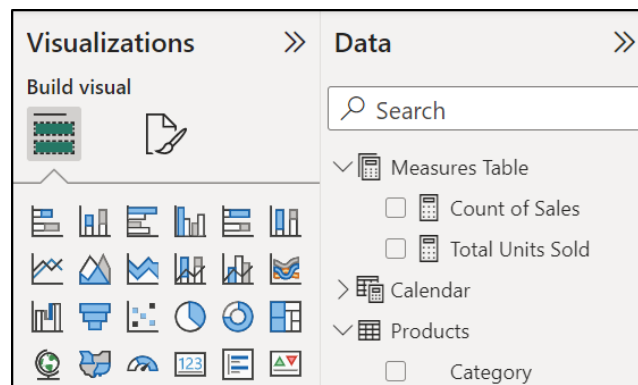 Visualizations
Build visual
123
Data
Search
Measures Table
Count of Sales
Total Units Sold
Calendar
Products
Category